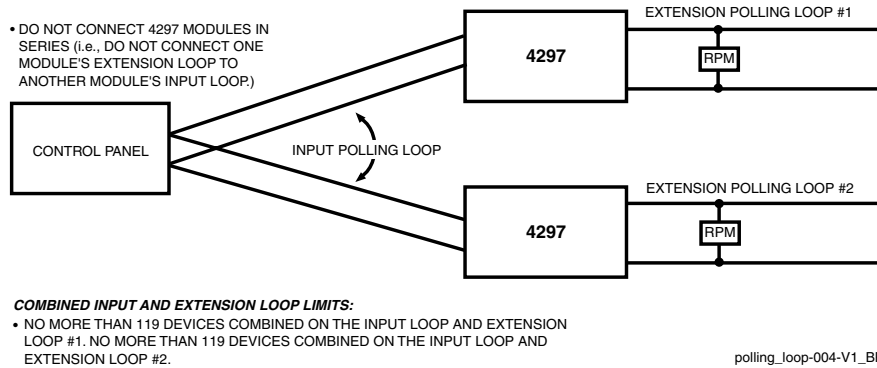 • DO NOT CONNECT 4297 MODULES IN
SERIES (i.e., DO NOT CONNECT ONE
MODULE'S EXTENSION LOOP TO
ANOTHER MODULE'S INPUT LOOP.)
EXTENSION POLLING LOOP #1
4297
RPM
CONTROL PANEL
INPUT POLLING LOOP
EXTENSION POLLING LOOP #2
4297
RPM
COMBINED INPUT AND EXTENSION LOOP LIMITS:
• NO MORE THAN 119 DEVICES COMBINED ON THE INPUT LOOP AND EXTENSION
LOOP #1. NO MORE THAN 119 DEVICES COMBINED ON THE INPUT LOOP AND
EXTENSION LOOP #2.